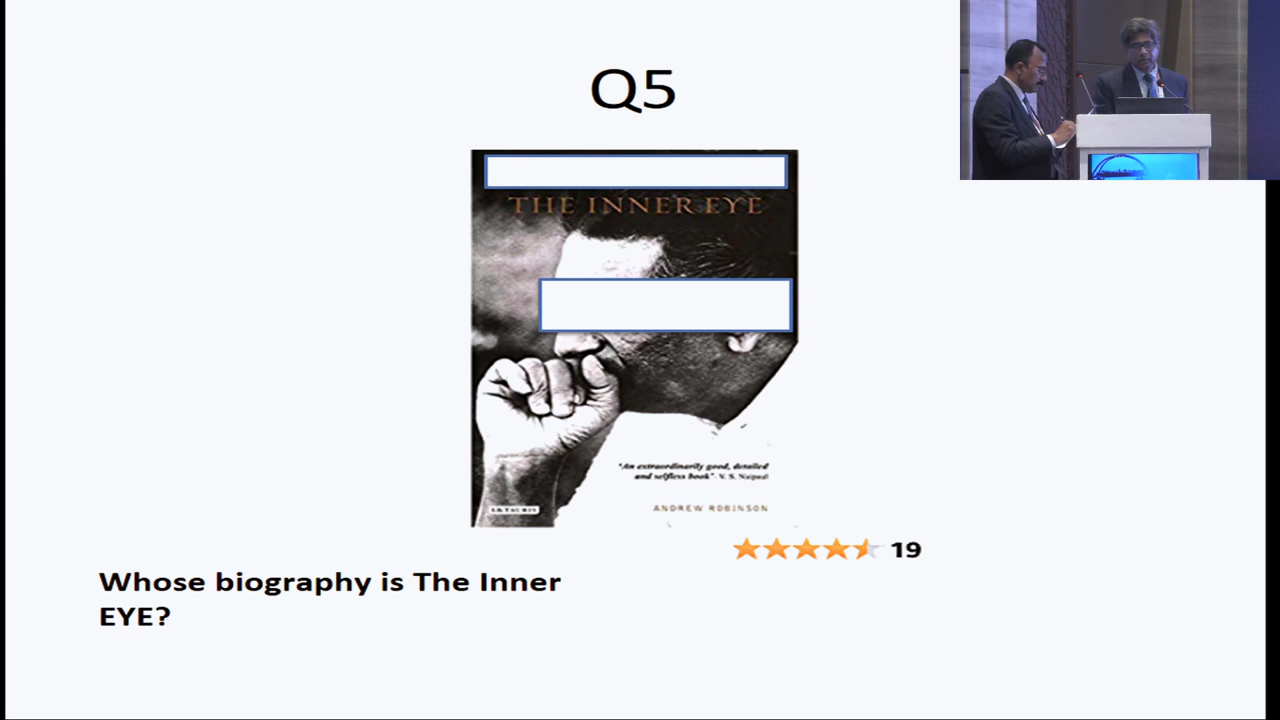 Q5
THE INNER EYE
"An extraordinarily good, detailed
and selfless book"- V. S. Naipaul
I.B.TAURIS
ANDREW ROBINSON
19
Whose biography is The Inner
EYE?